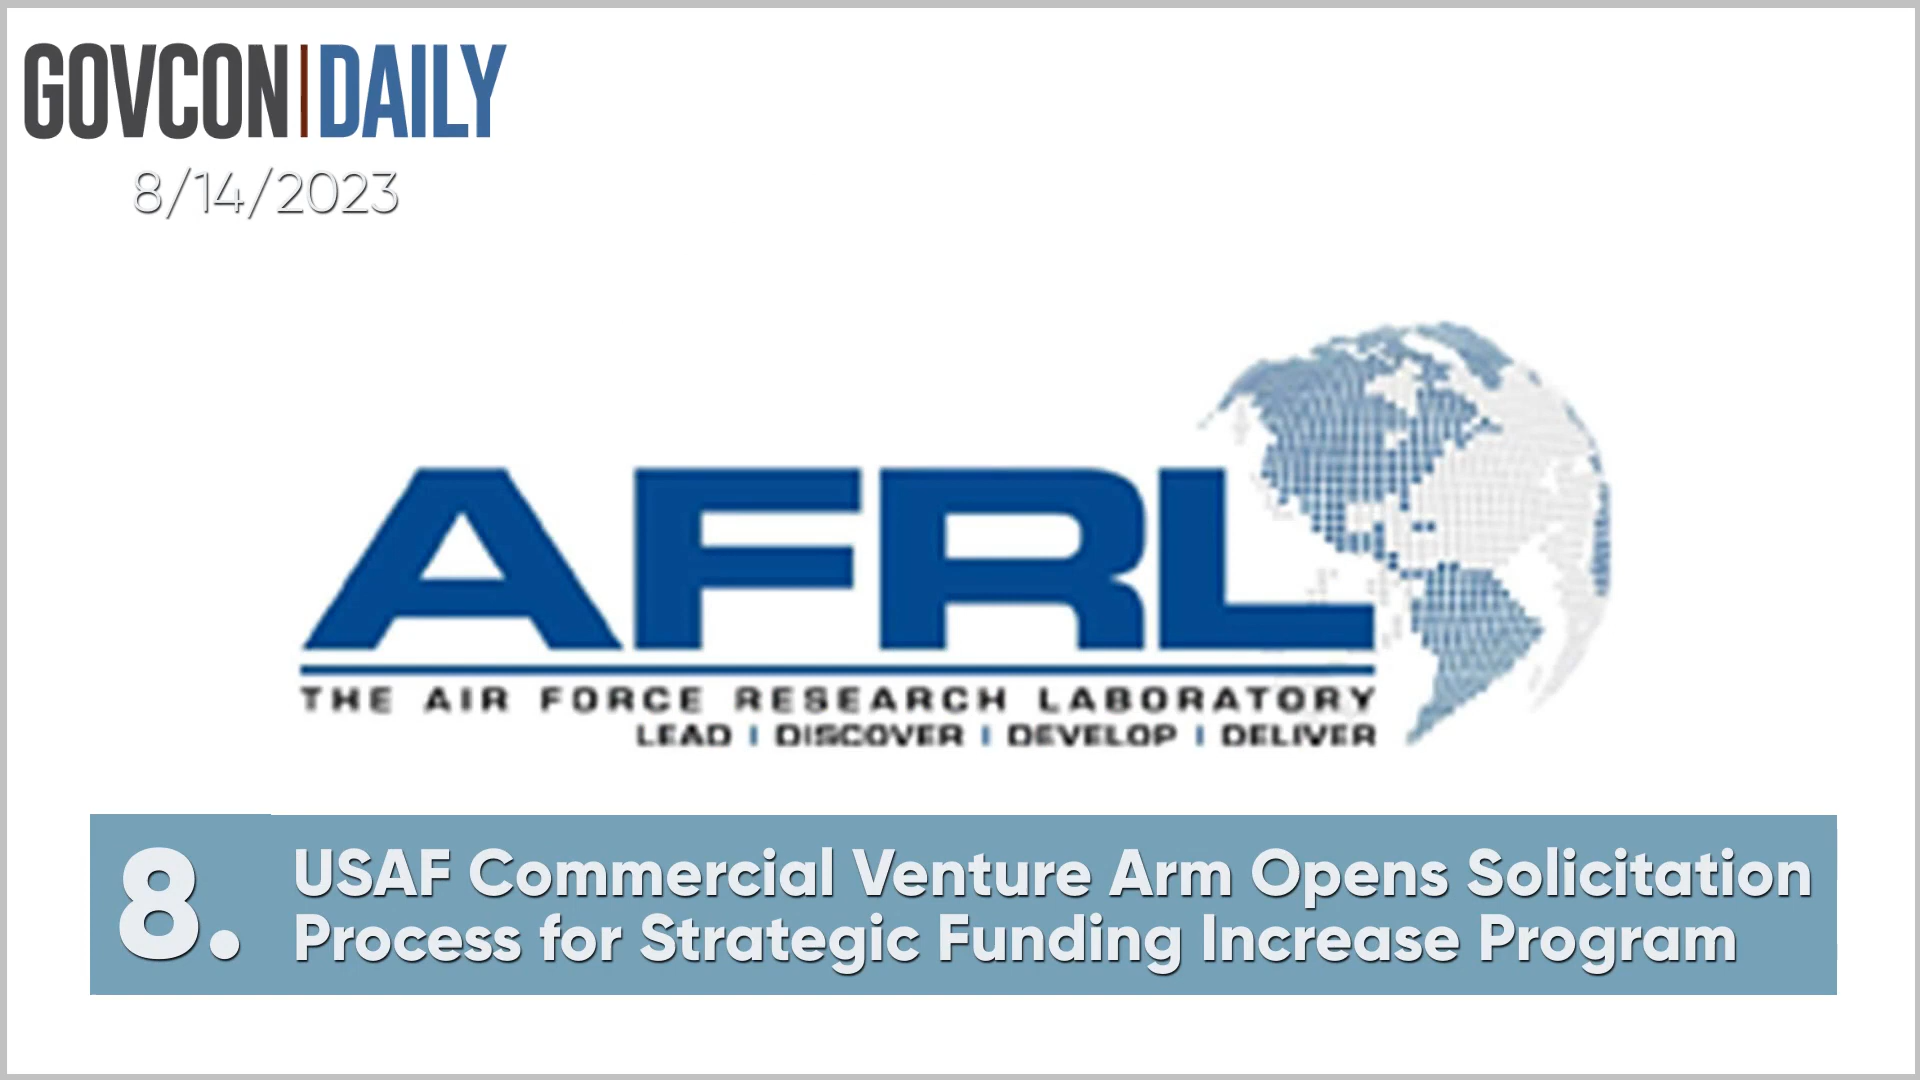 GOVCON|DAILY
8/14/2023
AFRL
THE AIR FORCE RESEARCH LABORATORY
LEAD | DISCOVER | DEVELOP | DELIVER
8. USAF Commercial Venture Arm Opens Solicitation
Process for Strategic Funding Increase Program